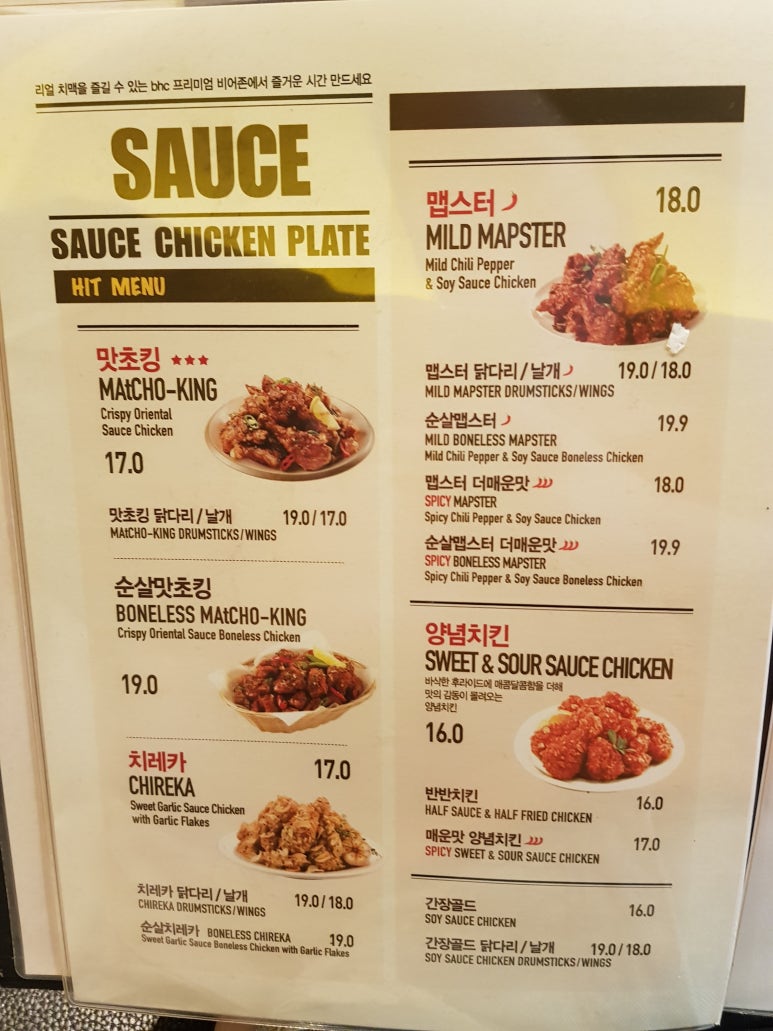 리얼 치맥을 즐길 수 있는 bhc 프리미엄 비어존에서 즐거운 시간 만드세요
SAUCE
SAUCE CHICKEN PLATE
HIT MENU
맛초킹 ★★★
MAtCHO-KING
Crispy Oriental
Sauce Chicken
17.0
맛초킹 닭다리/날개 19.0/17.0
MAtCHO-KING DRUMSTICKS/WINGS
순살맛초킹
BONELESS MAtCHO-KING
Crispy Oriental Sauce Boneless Chicken
19.0
치레카 17.0
CHIREKA
Sweet Garlic Sauce Chicken
with Garlic Flakes
치레카 닭다리/날개 19.0/18.0
CHIREKA DRUMSTICKS/WINGS
순살치레카 BONELESS CHIREKA 19.0
Sweet Garlic Sauce Boneless Chicken with Garlic Flakes
맵스터 18.0
MILD MAPSTER
Mild Chili Pepper
& Soy Sauce Chicken
맵스터 닭다리/날개 19.0/18.0
MILD MAPSTER DRUMSTICKS/WINGS
순살맵스터 19.9
MILD BONELESS MAPSTER
Mild Chili Pepper & Soy Sauce Boneless Chicken
맵스터 더매운맛 18.0
SPICY MAPSTER
Spicy Chili Pepper & Soy Sauce Chicken
순살맵스터 더매운맛 19.9
SPICY BONELESS MAPSTER
Spicy Chili Pepper & Soy Sauce Boneless Chicken
양념치킨
SWEET & SOUR SAUCE CHICKEN
바삭한 후라이드에 매콤달콤함을 더해
맛의 감동이 몰려오는
양념치킨
16.0
반반치킨 16.0
HALF SAUCE & HALF FRIED CHICKEN
매운맛 양념치킨 17.0
SPICY SWEET & SOUR SAUCE CHICKEN
간장골드 16.0
SOY SAUCE CHICKEN
간장골드 닭다리/날개 19.0/18.0
SOY SAUCE CHICKEN DRUMSTICKS/WINGS